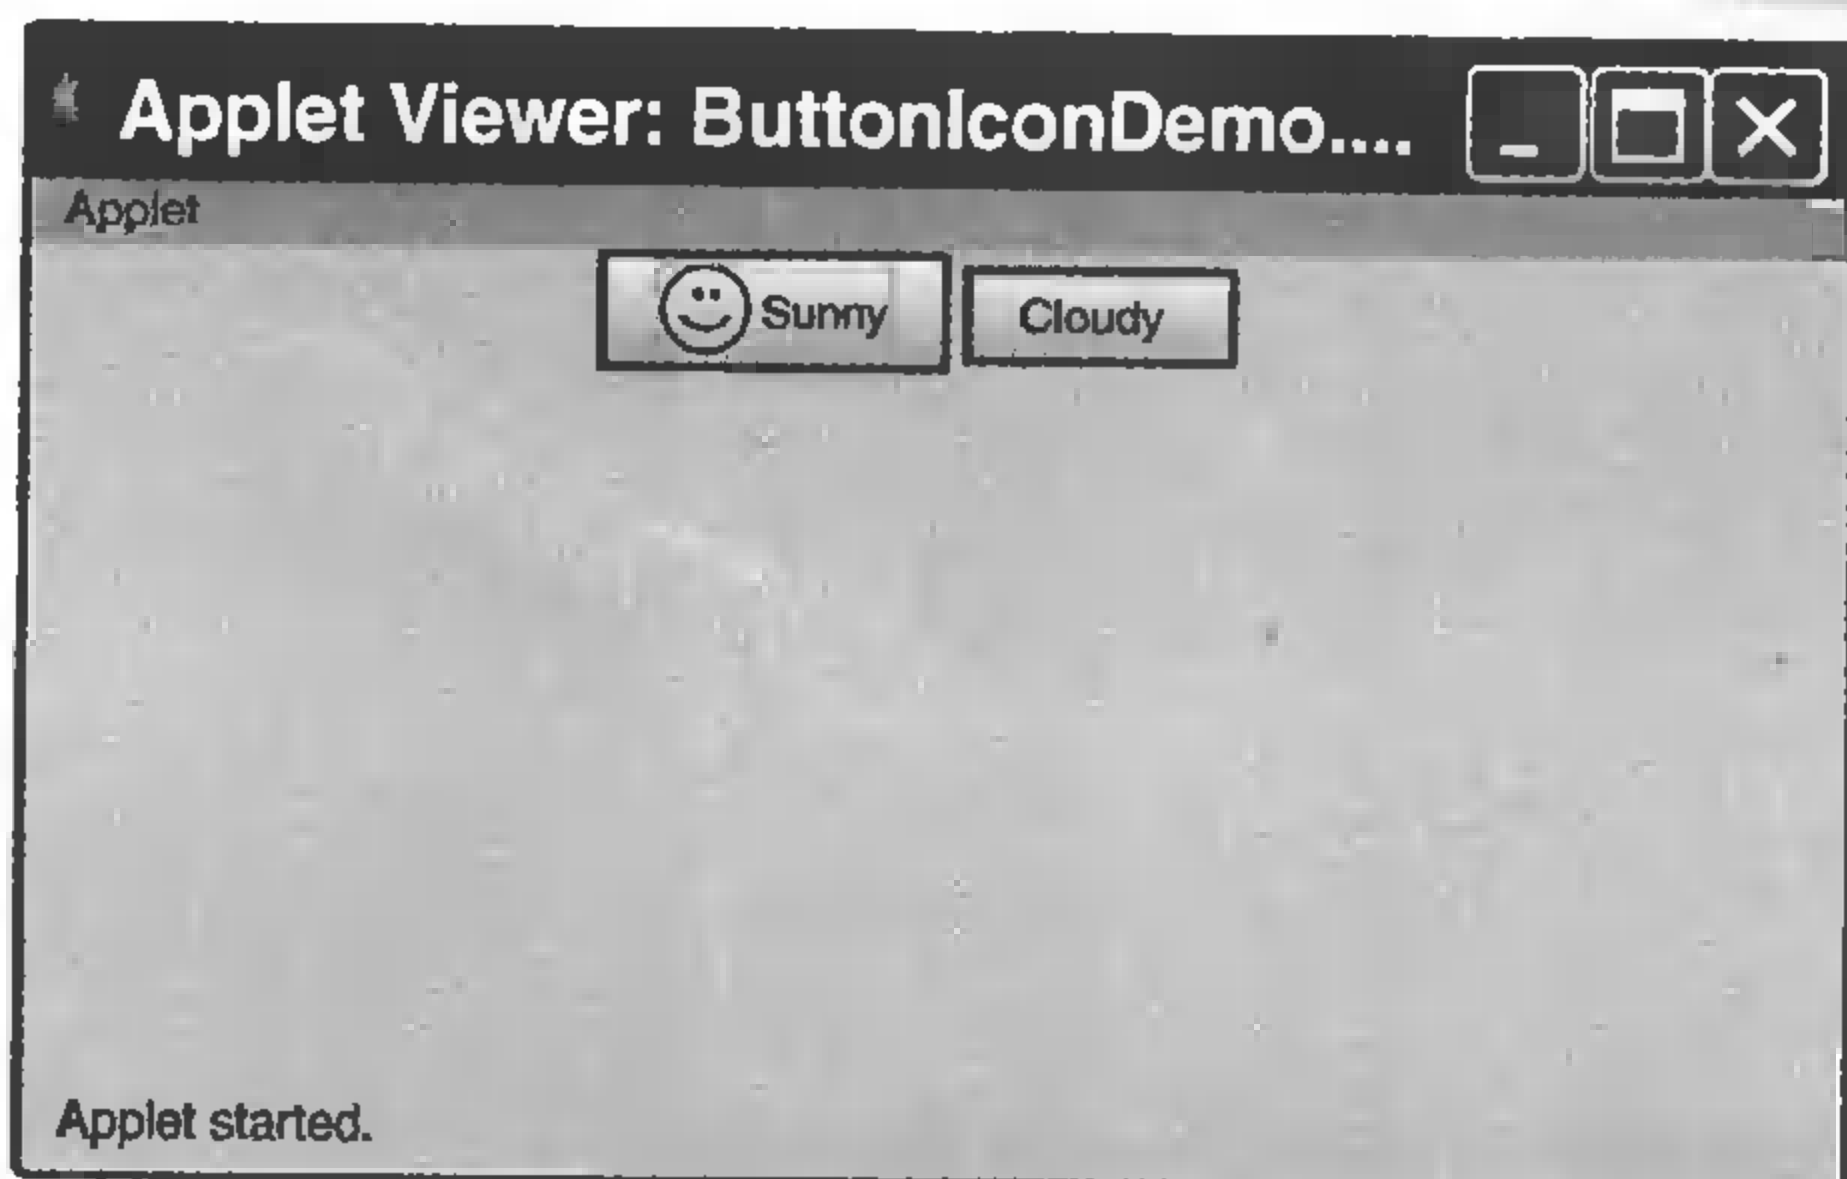 Applet Viewer: ButtonIconDemo....
Applet
Sunny
Cloudy
Applet started.